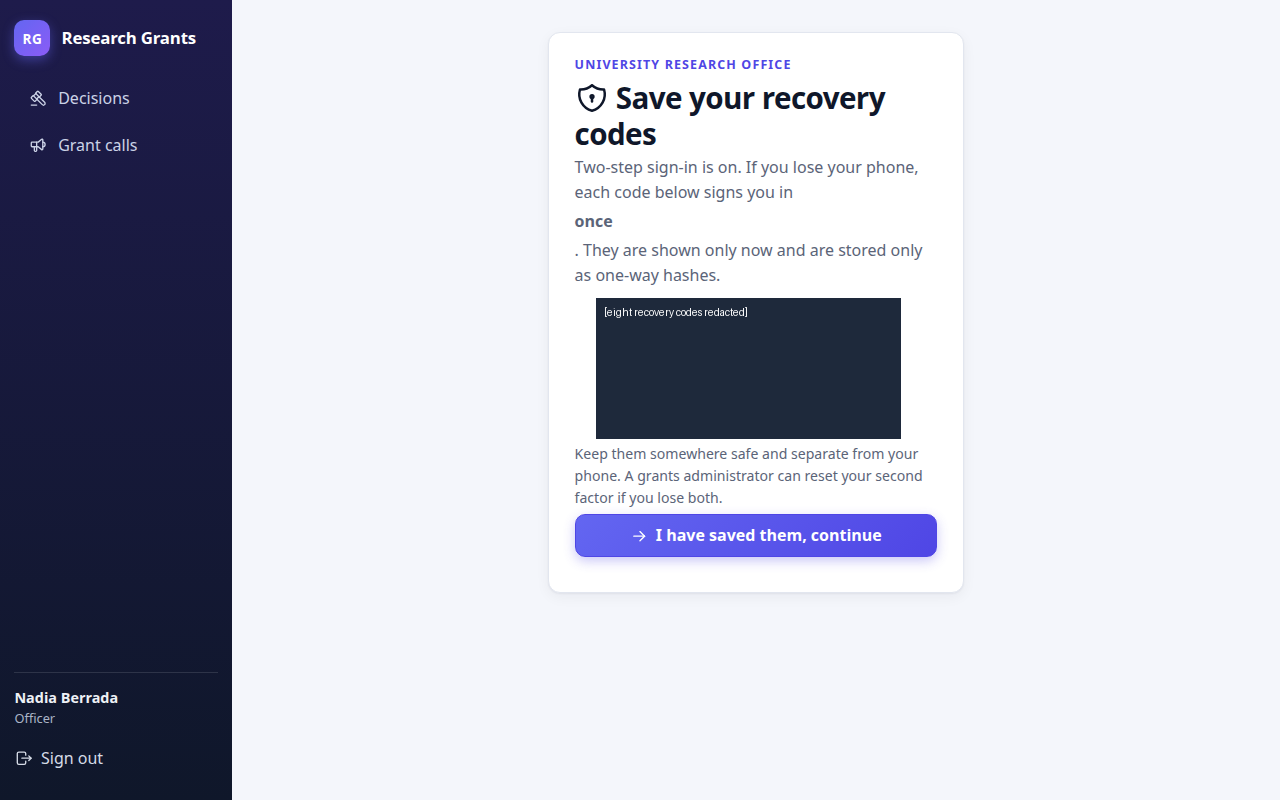 RG
Research Grants
Decisions
Grant calls
Nadia Berrada
Officer
Sign out
UNIVERSITY RESEARCH OFFICE
Save your recovery
codes
Two-step sign-in is on. If you lose your phone,
each code below signs you in
once
. They are shown only now and are stored only
as one-way hashes.
[eight recovery codes redacted]
Keep them somewhere safe and separate from your
phone. A grants administrator can reset your second
factor if you lose both.
I have saved them, continue